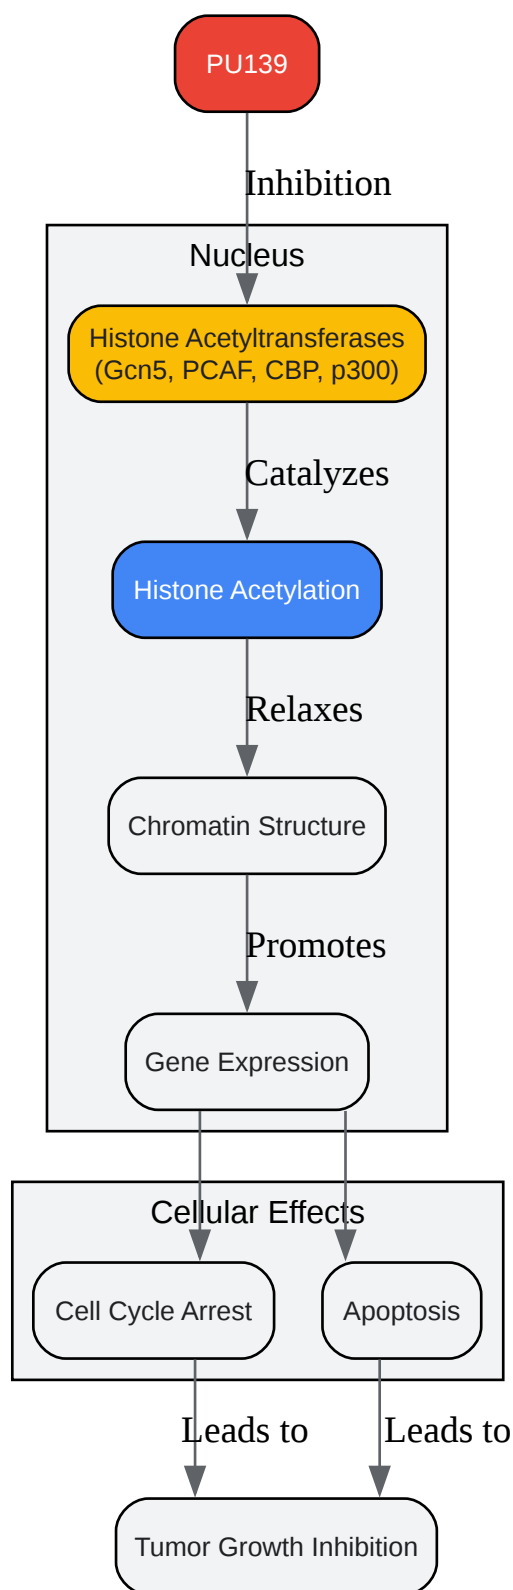 PU139
Inhibition
Nucleus
Histone Acetyltransferases
(Gcn5, PCAF, CBP, p300)
Catalyzes
Histone Acetylation
Relaxes
Chromatin Structure
Promotes
Gene Expression
Cellular Effects
Cell Cycle Arrest
Apoptosis
Leads to
Leads to
Tumor Growth Inhibition